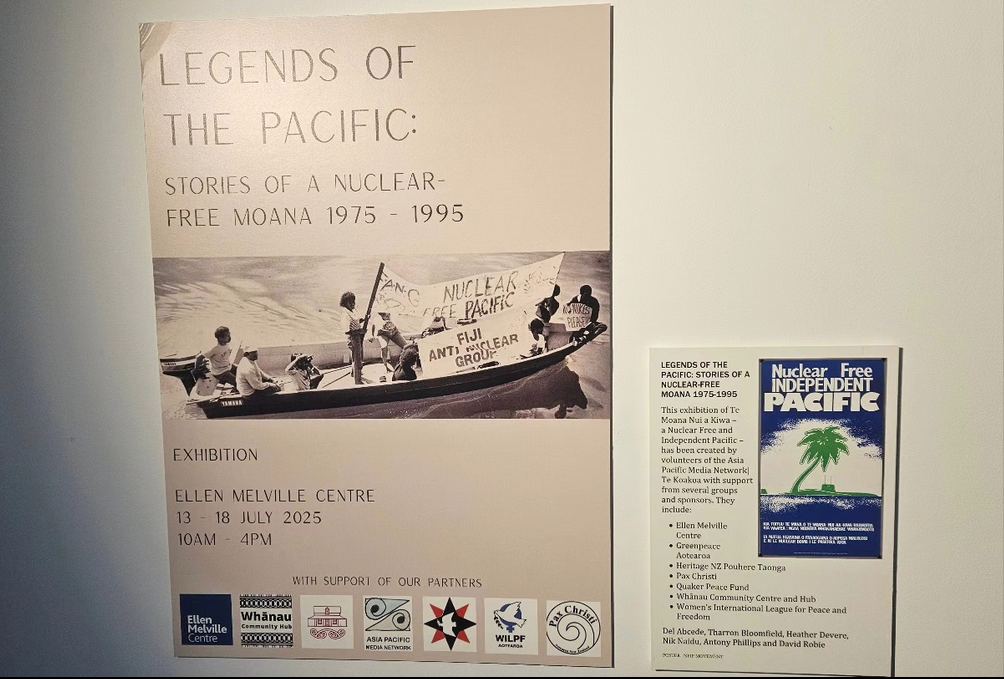 LEGENDS OF
THE PACIFIC:
STORIES OF A NUCLEAR-
FREE MOANA 1975 - 1995
NUCLEAR
FREE PACIFIC
FIJI
ANTI NUCLEAR
GROUP
NO NUKES
PLEASE
YAMAHA
EXHIBITION
ELLEN MELVILLE CENTRE
13 - 18 JULY 2025
10AM - 4PM
WITH SUPPORT OF OUR PARTNERS
Ellen
Melville
Centre
Whānau
Community Hub
ASIA PACIFIC
MEDIA NETWORK
WILPF
AOTEAROA
Pax Christi
LEGENDS OF THE
PACIFIC: STORIES OF A
NUCLEAR-FREE
MOANA 1975-1995
This exhibition of Te
Moana Nui a Kiwa –
a Nuclear Free and
Independent Pacific –
has been created by
volunteers of the Asia
Pacific Media Network|
Te Koakoa with support
from several groups
and sponsors. They
include:
• Ellen Melville
Centre
• Greenpeace
Aotearoa
• Heritage NZ Pouhere Taonga
• Pax Christi
• Quaker Peace Fund
• Whānau Community Centre and Hub
• Women's International League for Peace and
Freedom
Del Abcede, Tharron Bloomfield, Heather Devere,
Nik Naidu, Antony Phillips and David Robie
POSTER: NFIP MOVEMENT
Nuclear Free
INDEPENDENT
PACIFIC